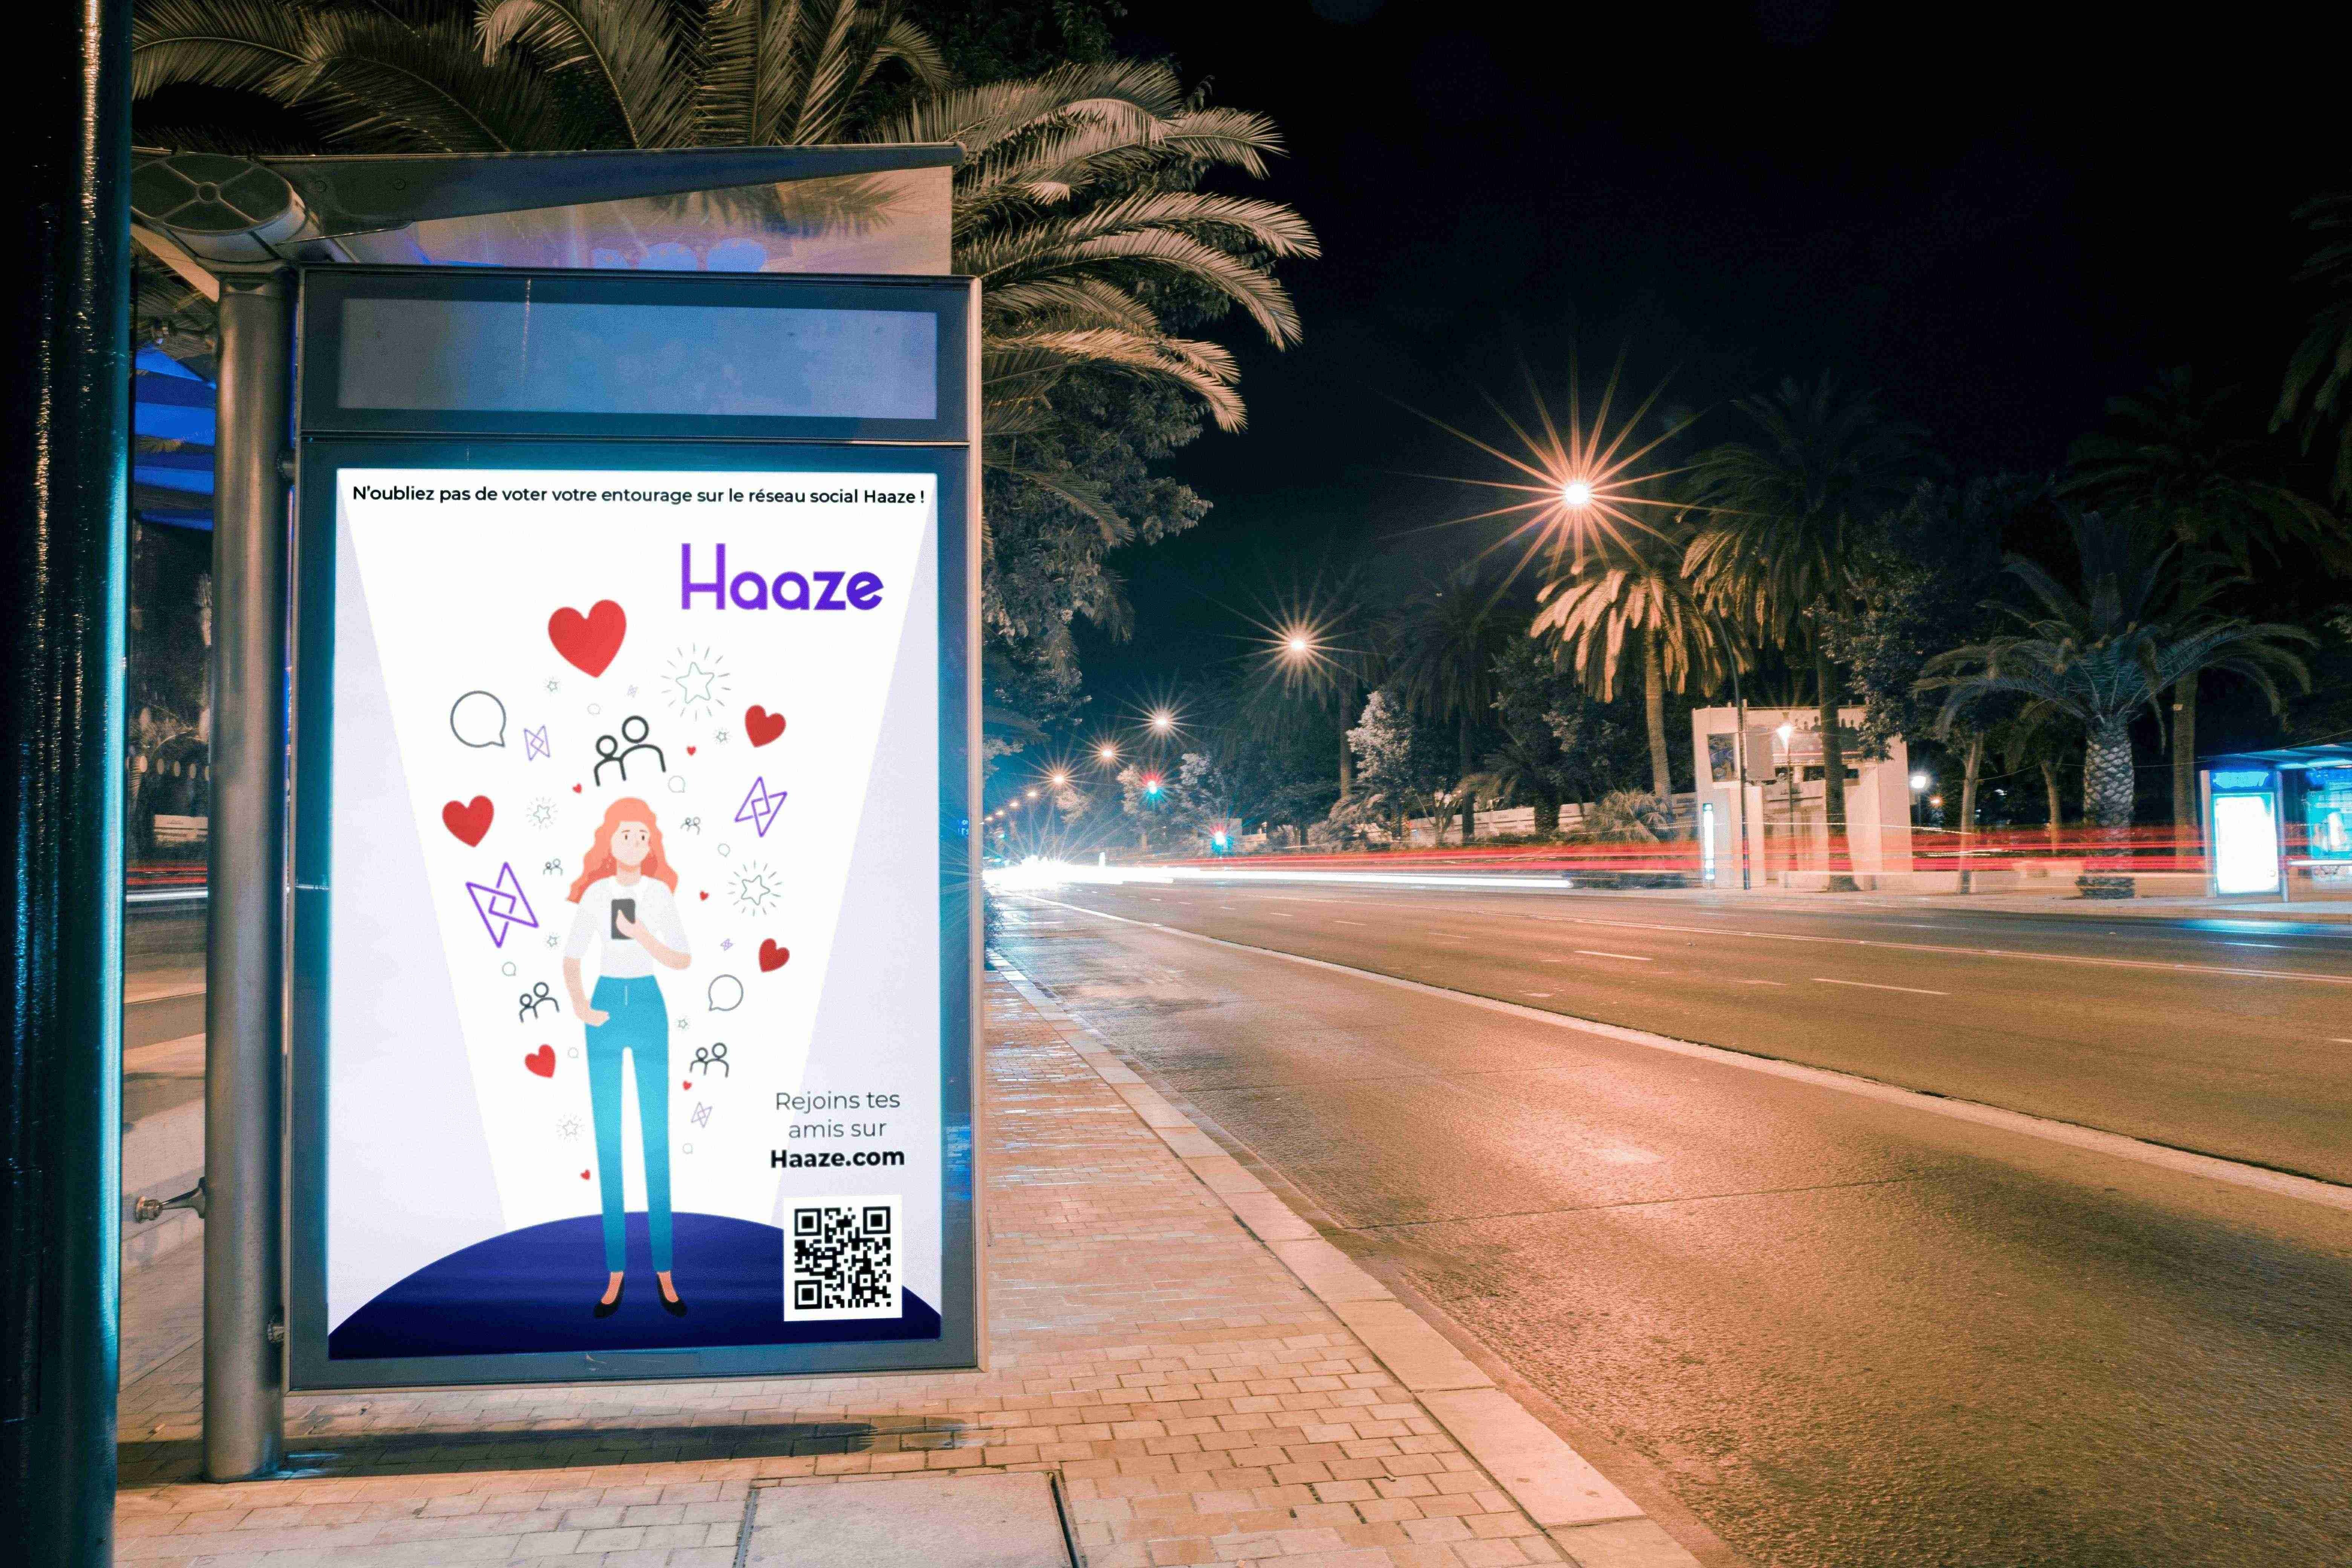 N'oubliez pas de voter votre entourage sur le réseau social Haaze !
Haaze
Rejoins tes
amis sur
Haaze.com